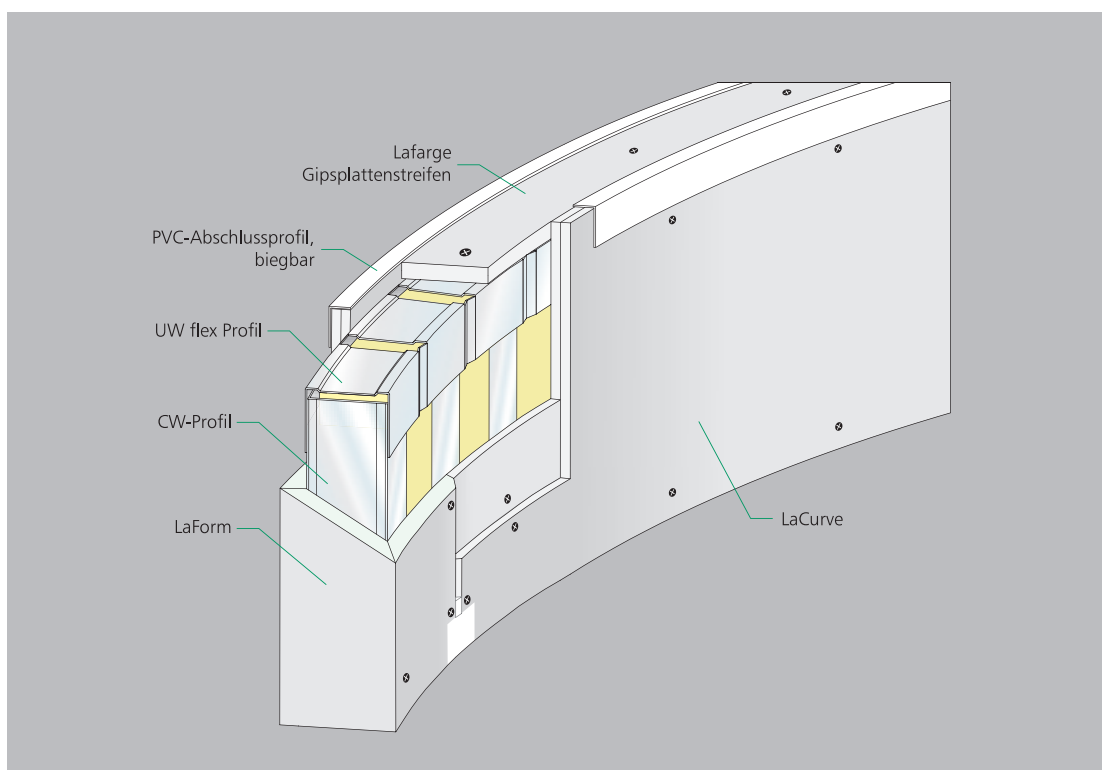 Lafarge
Gipsplattenstreifen
PVC-Abschlussprofil,
biegbar
UW flex Profil
CW-Profil
LaForm
LaCurve